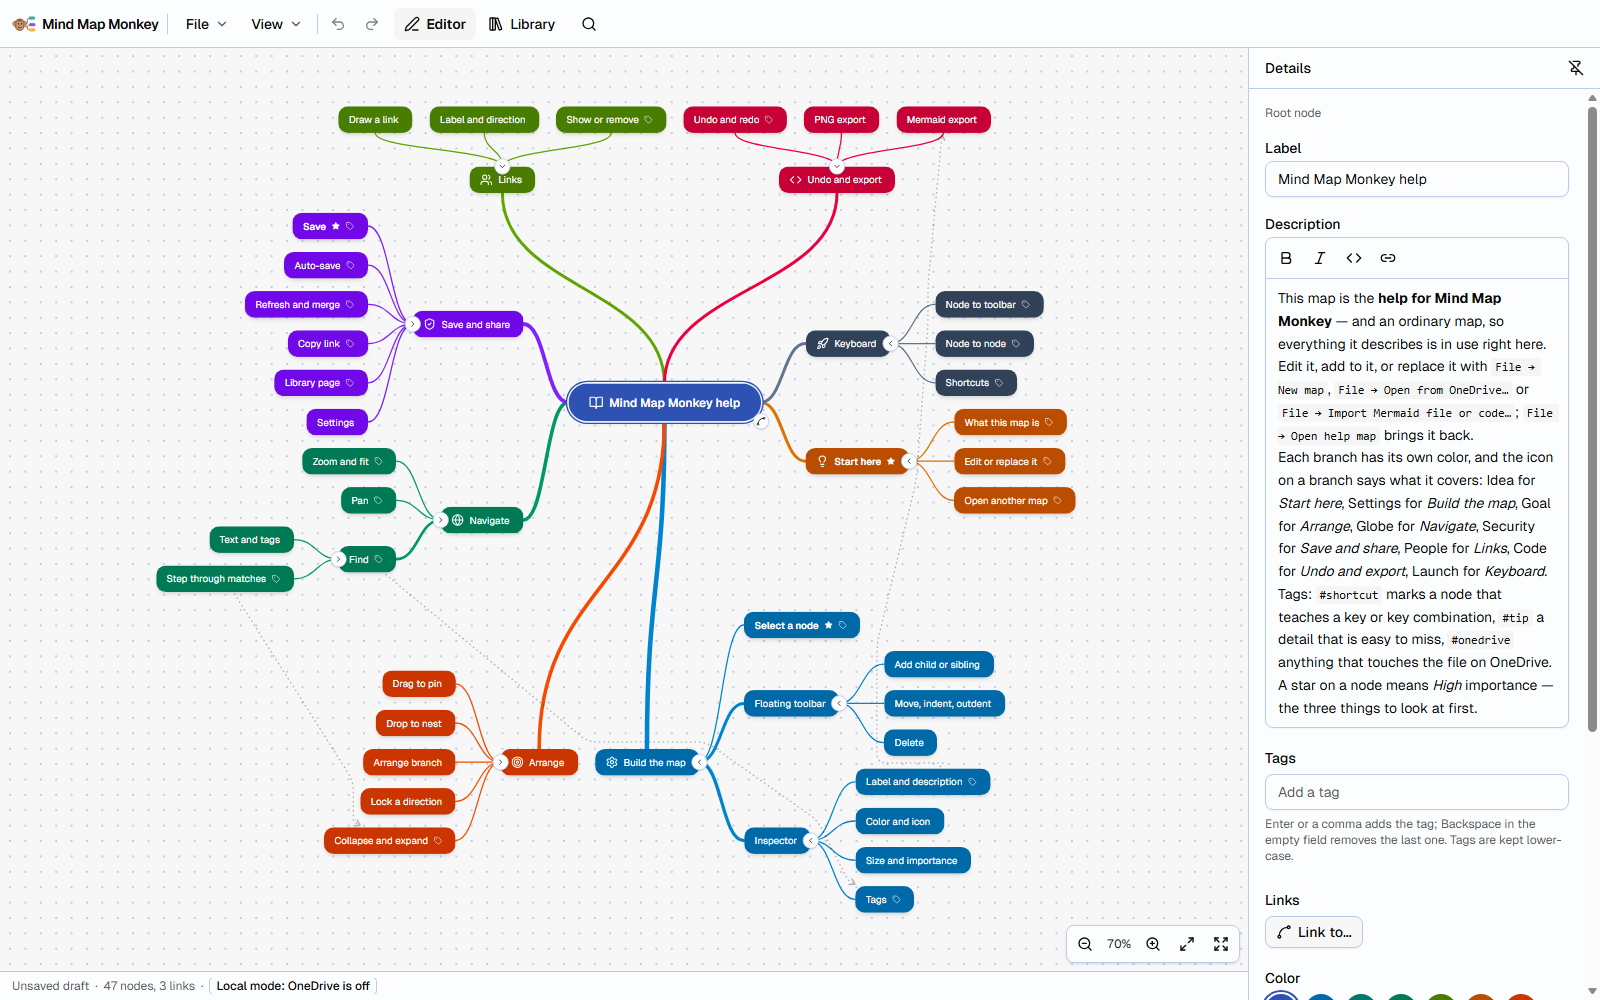 Mind Map Monkey
File
View
Editor
Library
Details
Root node
Label
Mind Map Monkey help
Description
This map is the help for Mind Map
Monkey — and an ordinary map, so
everything it describes is in use right here.
Edit it, add to it, or replace it with File →
New map, File → Open from OneDrive… or
File → Import Mermaid file or code…; File
→ Open help map brings it back.
Each branch has its own color, and the icon
on a branch says what it covers: Idea for
Start here, Settings for Build the map, Goal
for Arrange, Globe for Navigate, Security
for Save and share, People for Links, Code
for Undo and export, Launch for Keyboard.
Tags: #shortcut marks a node that
teaches a key or key combination, #tip a
detail that is easy to miss, #onedrive
anything that touches the file on OneDrive.
A star on a node means High importance —
the three things to look at first.
Tags
Add a tag
Enter or a comma adds the tag; Backspace in the
empty field removes the last one. Tags are kept lower-
case.
Links
Link to…
Color
Draw a link
Label and direction
Show or remove
Undo and redo
PNG export
Mermaid export
Links
Undo and export
Save
Auto-save
Refresh and merge
Copy link
Library page
Settings
Save and share
Keyboard
Node to toolbar
Node to node
Shortcuts
Mind Map Monkey help
Start here
What this map is
Edit or replace it
Open another map
Zoom and fit
Pan
Navigate
Text and tags
Find
Step through matches
Select a node
Add child or sibling
Floating toolbar
Move, indent, outdent
Delete
Drag to pin
Drop to nest
Arrange branch
Arrange
Lock a direction
Collapse and expand
Build the map
Label and description
Color and icon
Inspector
Size and importance
Tags
70%
Unsaved draft · 47 nodes, 3 links ·
Local mode: OneDrive is off